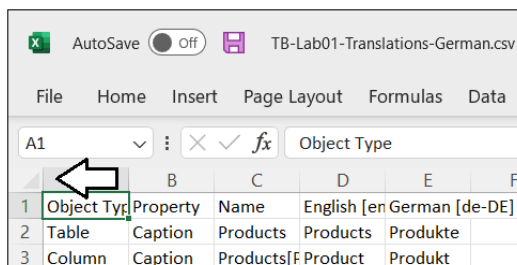 AutoSave Off TB-Lab01-Translations-German.csv
File Home Insert Page Layout Formulas Data
A1 fx Object Type
B C D E F
1 Object Typ Property Name English [en German [de-DE]
2 Table Caption Products Products Produkte
3 Column Caption Products[F Product Produkt